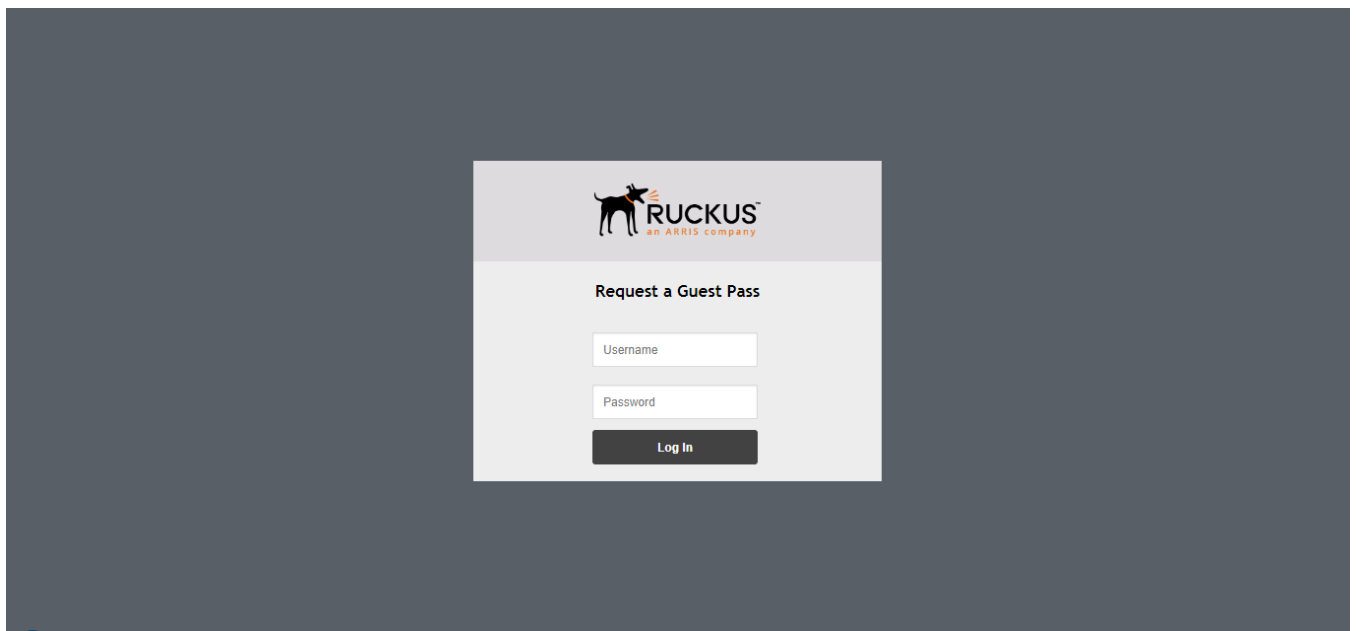 RUCKUS™
an ARRIS company
Request a Guest Pass
Username
Password
Log In